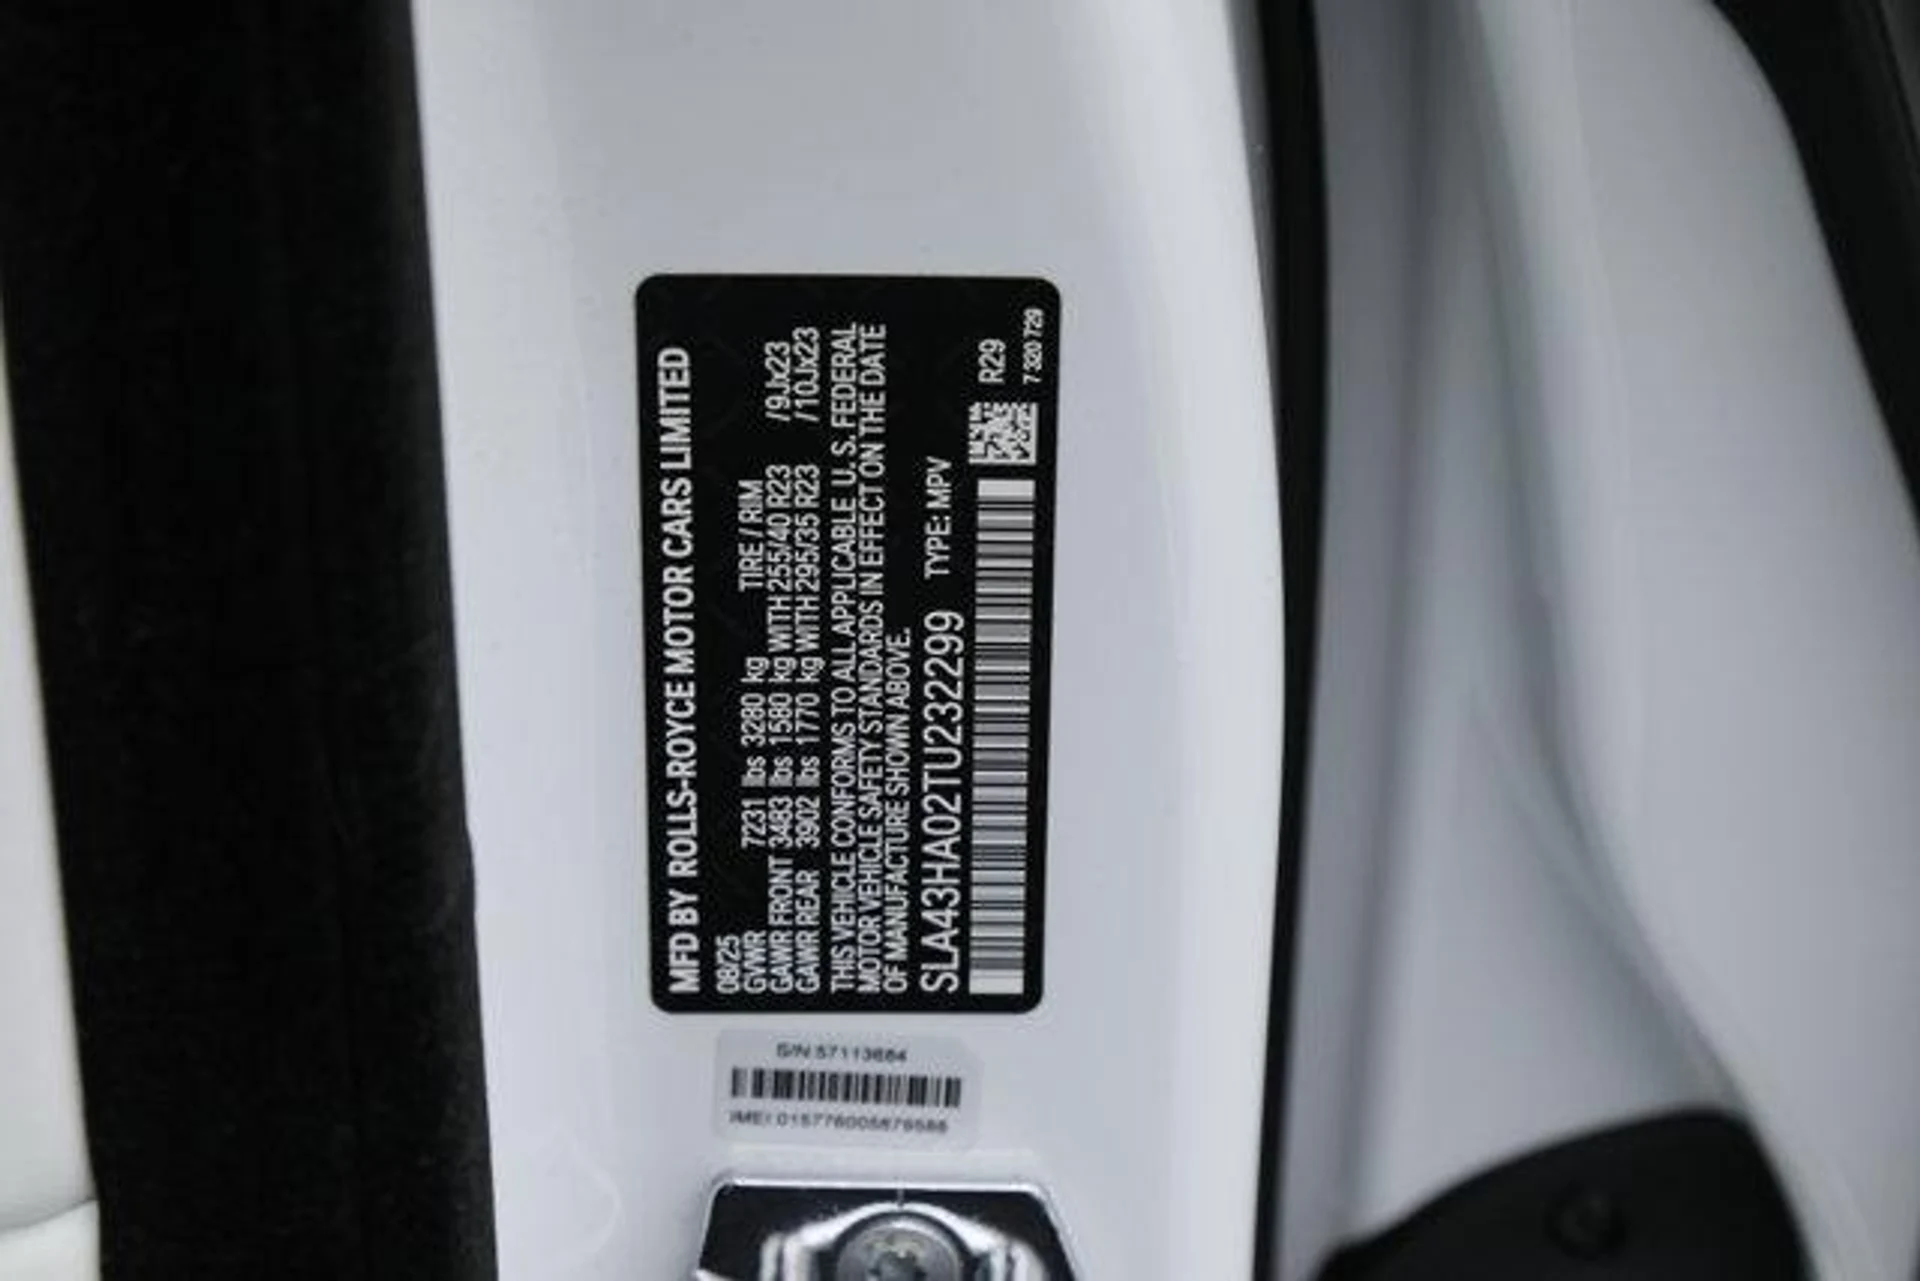 MFD BY ROLLS-ROYCE MOTOR CARS LIMITED
08/25
GVWR 7231 lbs 3280 kg TIRE / RIM
GAWR FRONT 3483 lbs 1580 kg WITH 255/40 R23 /9Jx23
GAWR REAR 3902 lbs 1770 kg WITH 295/35 R23 /10Jx23
THIS VEHICLE CONFORMS TO ALL APPLICABLE U.S. FEDERAL
MOTOR VEHICLE SAFETY STANDARDS IN EFFECT ON THE DATE
OF MANUFACTURE SHOWN ABOVE.
SLA43HA02TU232299 TYPE: MPV
R29
7 320 729
S/N 57113684
IMEI